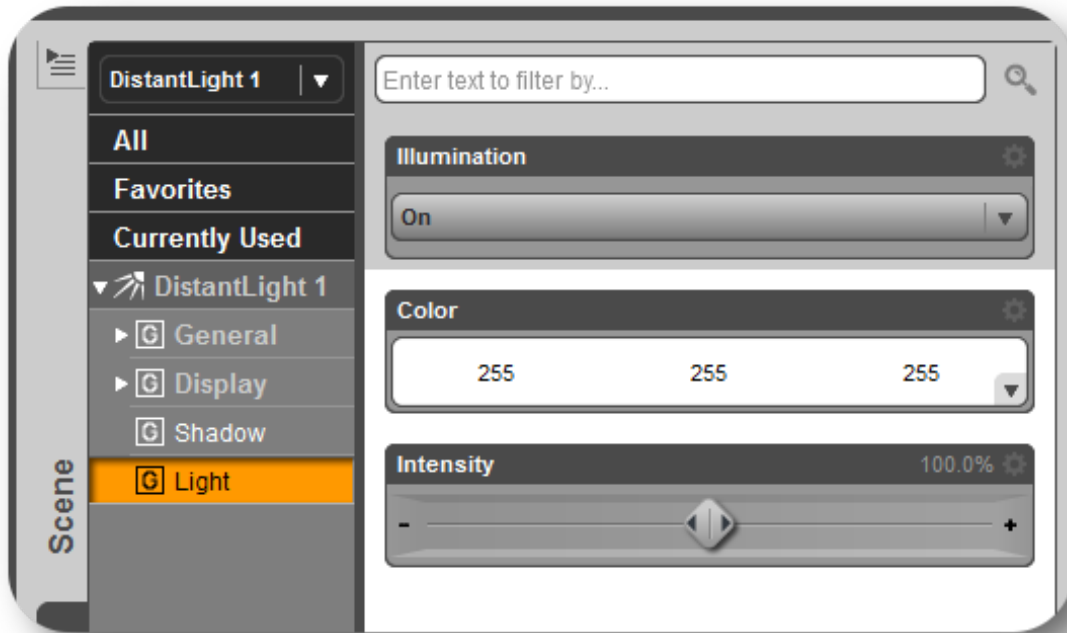 DistantLight 1
All
Favorites
Currently Used
DistantLight 1
G General
G Display
G Shadow
G Light
Scene
Enter text to filter by...
Illumination
On
Color
255 255 255
Intensity 100.0%
- +